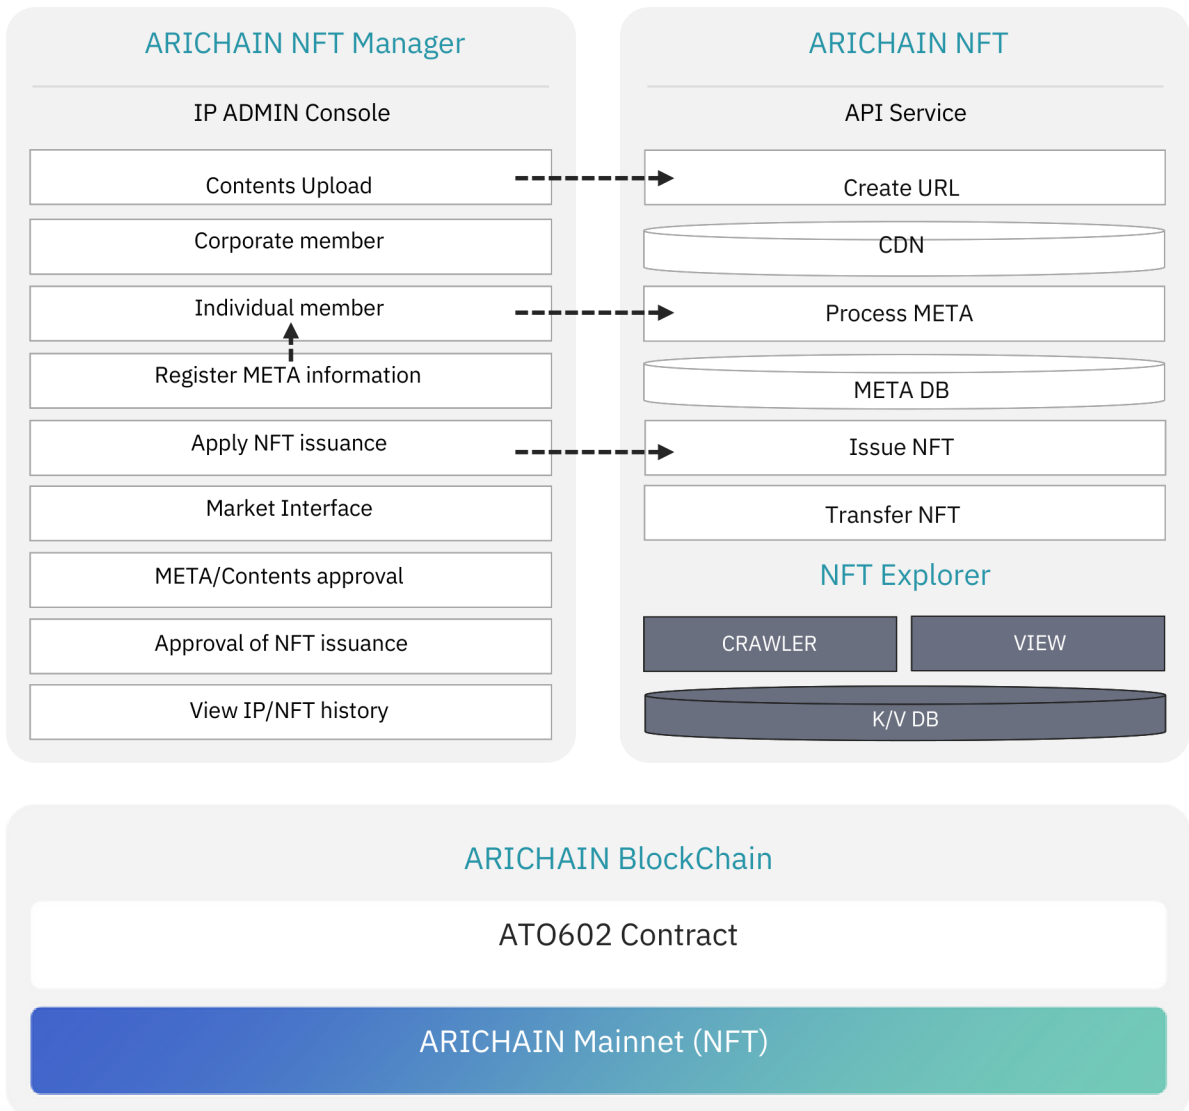 ARICHAIN NFT Manager
IP ADMIN Console
Contents Upload
Corporate member
Individual member
Register META information
Apply NFT issuance
Market Interface
META/Contents approval
Approval of NFT issuance
View IP/NFT history
ARICHAIN NFT
API Service
Create URL
CDN
Process META
META DB
Issue NFT
Transfer NFT
NFT Explorer
CRAWLER
VIEW
K/V DB
ARICHAIN BlockChain
ATO602 Contract
ARICHAIN Mainnet (NFT)